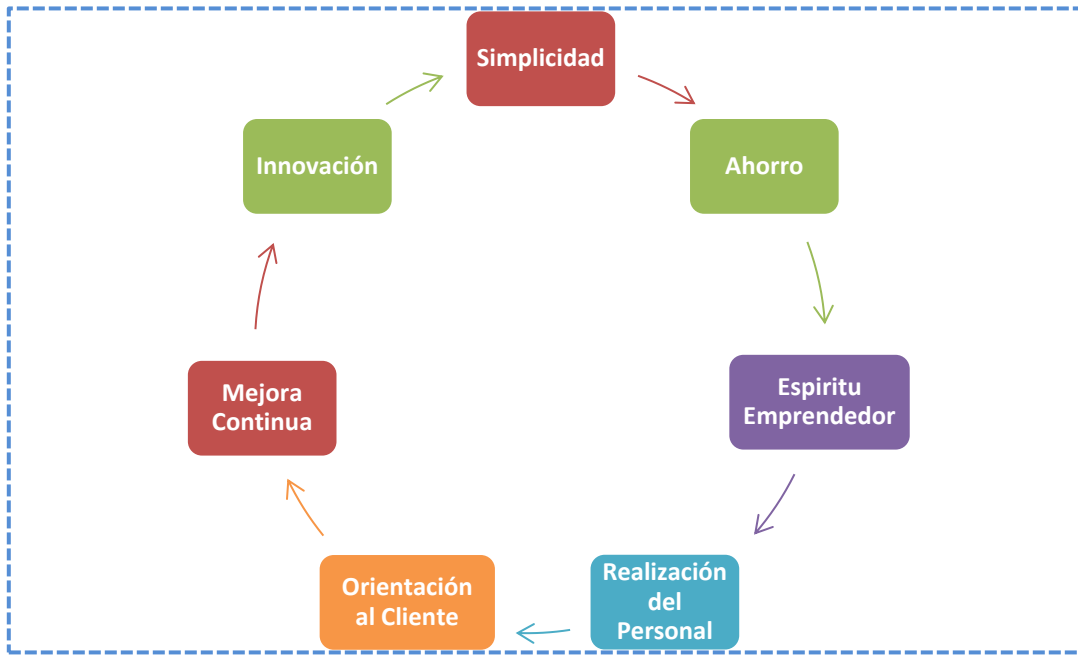 Simplicidad
Ahorro
Espiritu
Emprendedor
Realización
del
Personal
Orientación
al Cliente
Mejora
Continua
Innovación